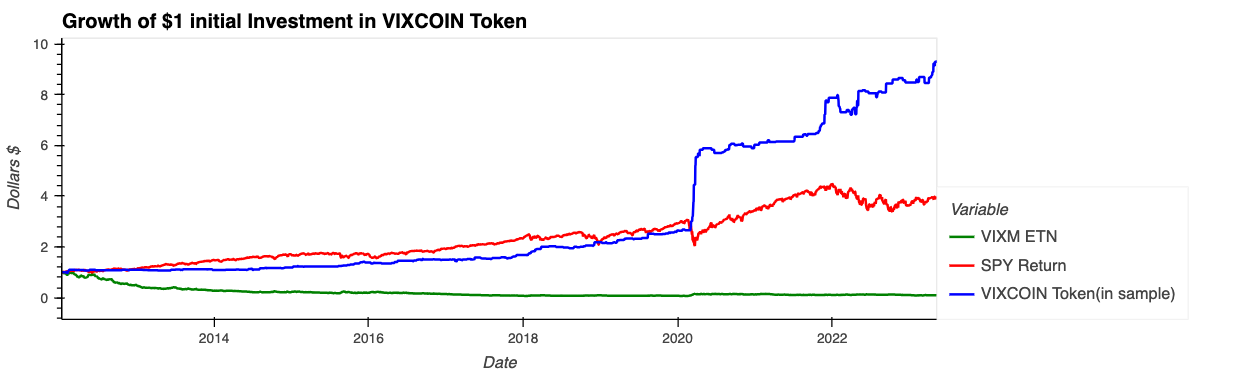 Growth of $1 initial Investment in VIXCOIN Token
10
8
6
4
2
0
Dollars $
2014
2016
2018
2020
2022
Date
Variable
VIXM ETN
SPY Return
VIXCOIN Token(in sample)